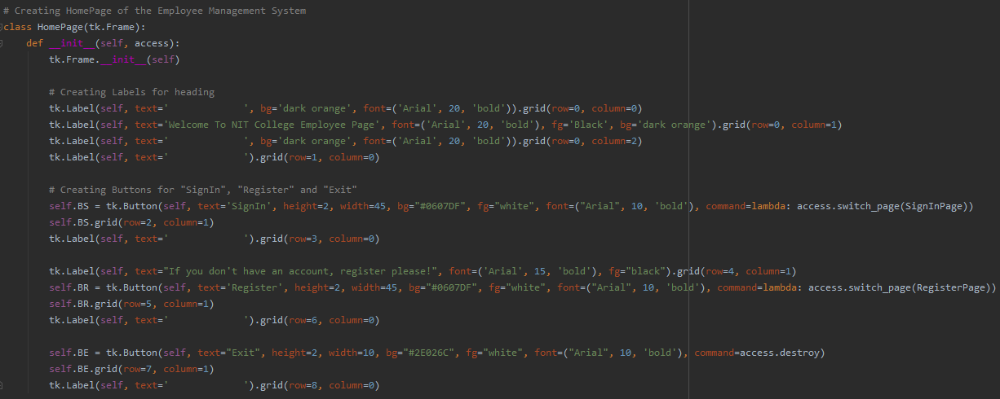 # Creating HomePage of the Employee Management System
class HomePage(tk.Frame):
    def __init__(self, access):
        tk.Frame.__init__(self)

        # Creating Labels for heading
        tk.Label(self, text='             ', bg='dark orange', font=('Arial', 20, 'bold')).grid(row=0, column=0)
        tk.Label(self, text='Welcome To NIT College Employee Page', font=('Arial', 20, 'bold'), fg='Black', bg='dark orange').grid(row=0, column=1)
        tk.Label(self, text='             ', bg='dark orange', font=('Arial', 20, 'bold')).grid(row=0, column=2)
        tk.Label(self, text='             ').grid(row=1, column=0)

        # Creating Buttons for "SignIn", "Register" and "Exit"
        self.BS = tk.Button(self, text='SignIn', height=2, width=45, bg="#0607DF", fg="white", font=("Arial", 10, 'bold'), command=lambda: access.switch_page(SignInPage))
        self.BS.grid(row=2, column=1)
        tk.Label(self, text='             ').grid(row=3, column=0)

        tk.Label(self, text="If you don't have an account, register please!", font=('Arial', 15, 'bold'), fg="black").grid(row=4, column=1)
        self.BR = tk.Button(self, text='Register', height=2, width=45, bg="#0607DF", fg="white", font=("Arial", 10, 'bold'), command=lambda: access.switch_page(RegisterPage))
        self.BR.grid(row=5, column=1)
        tk.Label(self, text='             ').grid(row=6, column=0)

        self.BE = tk.Button(self, text="Exit", height=2, width=10, bg="#2E026C", fg="white", font=("Arial", 10, 'bold'), command=access.destroy)
        self.BE.grid(row=7, column=1)
        tk.Label(self, text='             ').grid(row=8, column=0)